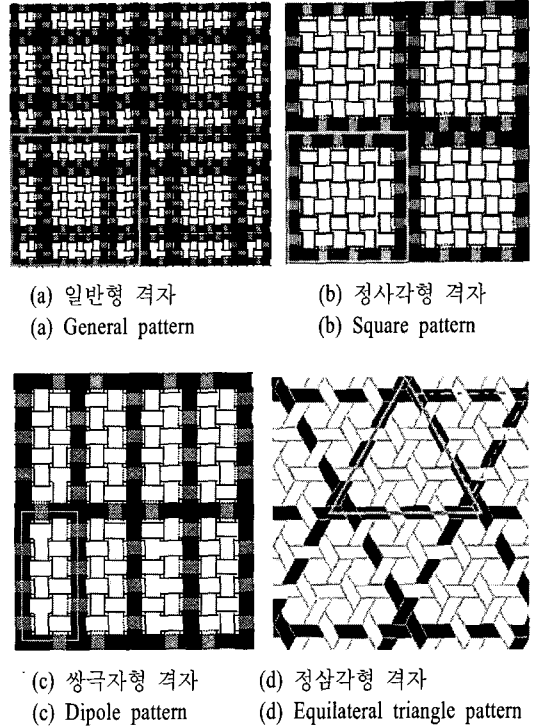 (a) 일반형 격자
(a) General pattern
(b) 정사각형 격자
(b) Square pattern
(c) 쌍극자형 격자
(c) Dipole pattern
(d) 정삼각형 격자
(d) Equilateral triangle pattern